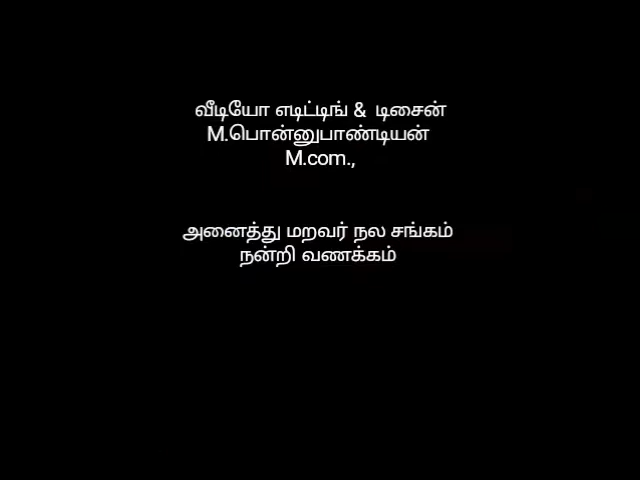 வீடியோ எடிட்டிங் & டிசைன்
M.பொன்னுபாண்டியன்
M.com.,
அனைத்து மறவர் நல சங்கம்
நன்றி வணக்கம்